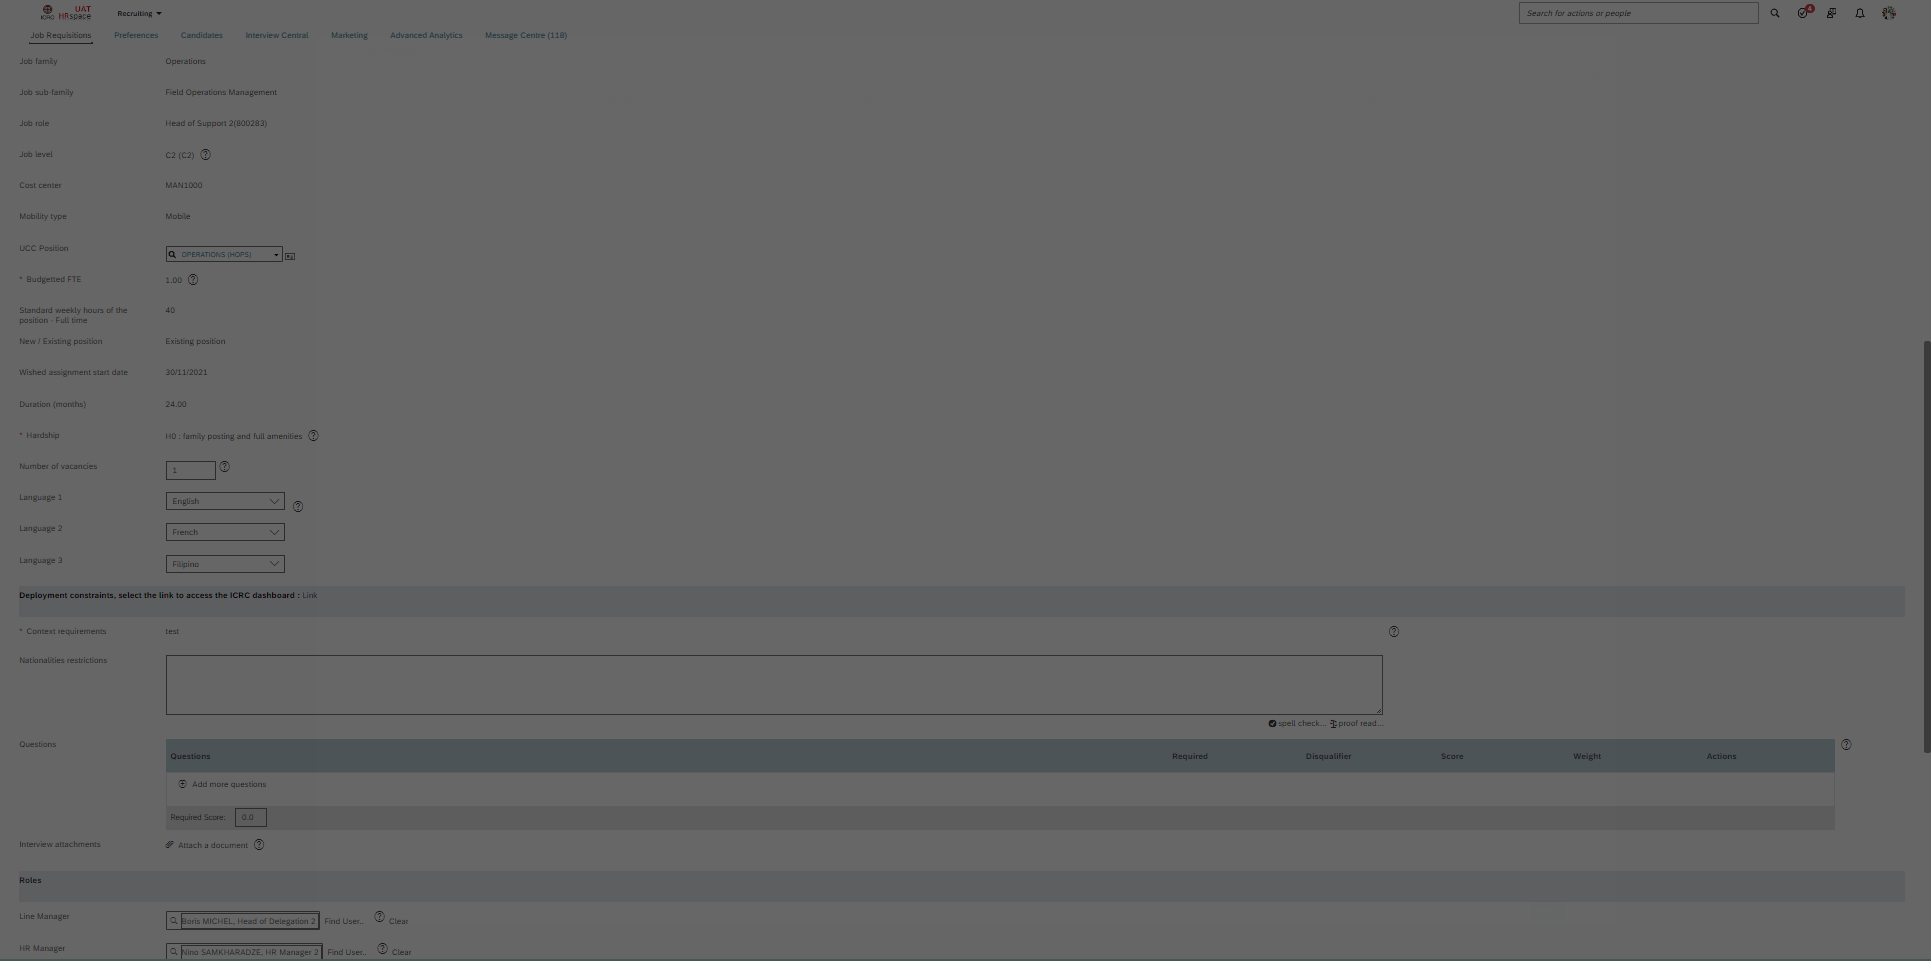 ICRC UAT HRspace Recruiting Search for actions or people 4
Job Requisitions Preferences Candidates Interview Central Marketing Advanced Analytics Message Centre (118)
Job family Operations
Job sub family Field Operations Management
Job role Head of Support 2(800283)
Job level C2 (C2)
Cost center MAN1000
Mobility type Mobile
UCC Position OPERATIONS (HOPS)
* Budgetted FTE 1.00
Standard weekly hours of the 40
position - Full time
New / Existing position Existing position
Wished assignment start date 30/11/2021
Duration (months) 24.00
* Hardship H0 : family posting and full amenities
Number of vacancies 1
Language 1 English
Language 2 French
Language 3 Filipino
Deployment constraints, select the link to access the ICRC dashboard : Link
* Context requirements test
Nationalities restrictions
spell check... proof read...
Questions
Questions Required Disqualifier Score Weight Actions
Add more questions
Required Score: 0.0
Interview attachments Attach a document
Roles
Line Manager Boris MICHEL, Head of Delegation 2 Find User.. Clear
HR Manager Nino SAMKHARADZE, HR Manager 2 Find User.. Clear